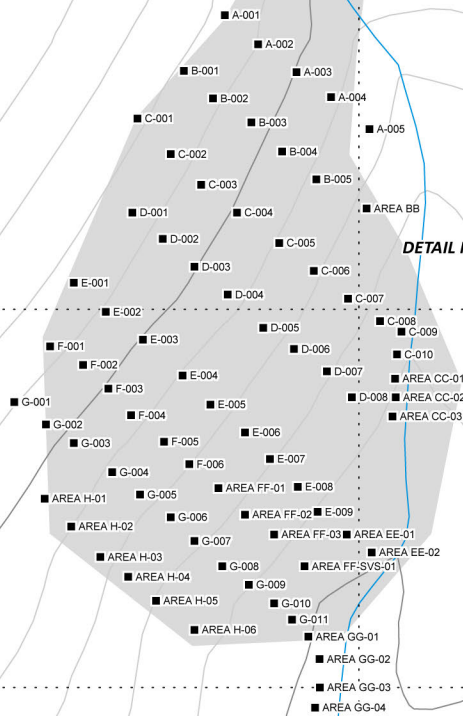 A-001
A-002
B-001
A-003
B-002
A-004
C-001
B-003
A-005
C-002
B-004
C-003
B-005
D-001
C-004
AREA BB
D-002
C-005
DETAIL
D-003
C-006
E-001
D-004
C-007
E-002
C-008
D-005
C-009
E-003
F-001
D-006
C-010
F-002
E-004
D-007
AREA CC-01
F-003
D-008
AREA CC-02
G-001
E-005
F-004
AREA CC-03
G-002
E-006
G-003
F-005
F-006
E-007
G-004
AREA FF-01
E-008
AREA H-01
G-005
AREA FF-02
E-009
G-006
AREA H-02
AREA FF-03
AREA EE-01
G-007
AREA EE-02
AREA H-03
G-008
AREA FF-SVS-01
AREA H-04
G-009
AREA H-05
G-010
G-011
AREA H-06
AREA GG-01
AREA GG-02
AREA GG-03
AREA GG-04